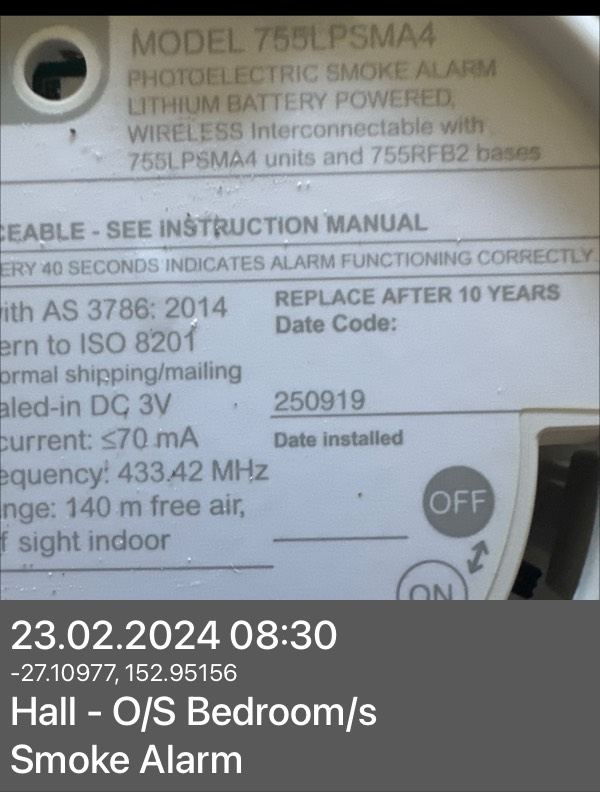 MODEL 755LPSMA4
PHOTOELECTRIC SMOKE ALARM
LITHIUM BATTERY POWERED,
WIRELESS Interconnectable with
755LPSMA4 units and 755RFB2 bases
CEABLE - SEE INSTRUCTION MANUAL
ERY 40 SECONDS INDICATES ALARM FUNCTIONING CORRECTLY.
ith AS 3786: 2014
ern to ISO 8201
ormal shipping/mailing
aled-in DC 3V
current: ≤70 mA
equency: 433.42 MHz
nge: 140 m free air,
f sight indoor
REPLACE AFTER 10 YEARS
Date Code:
250919
Date installed
OFF
ON
23.02.2024 08:30
-27.10977, 152.95156
Hall - O/S Bedroom/s
Smoke Alarm